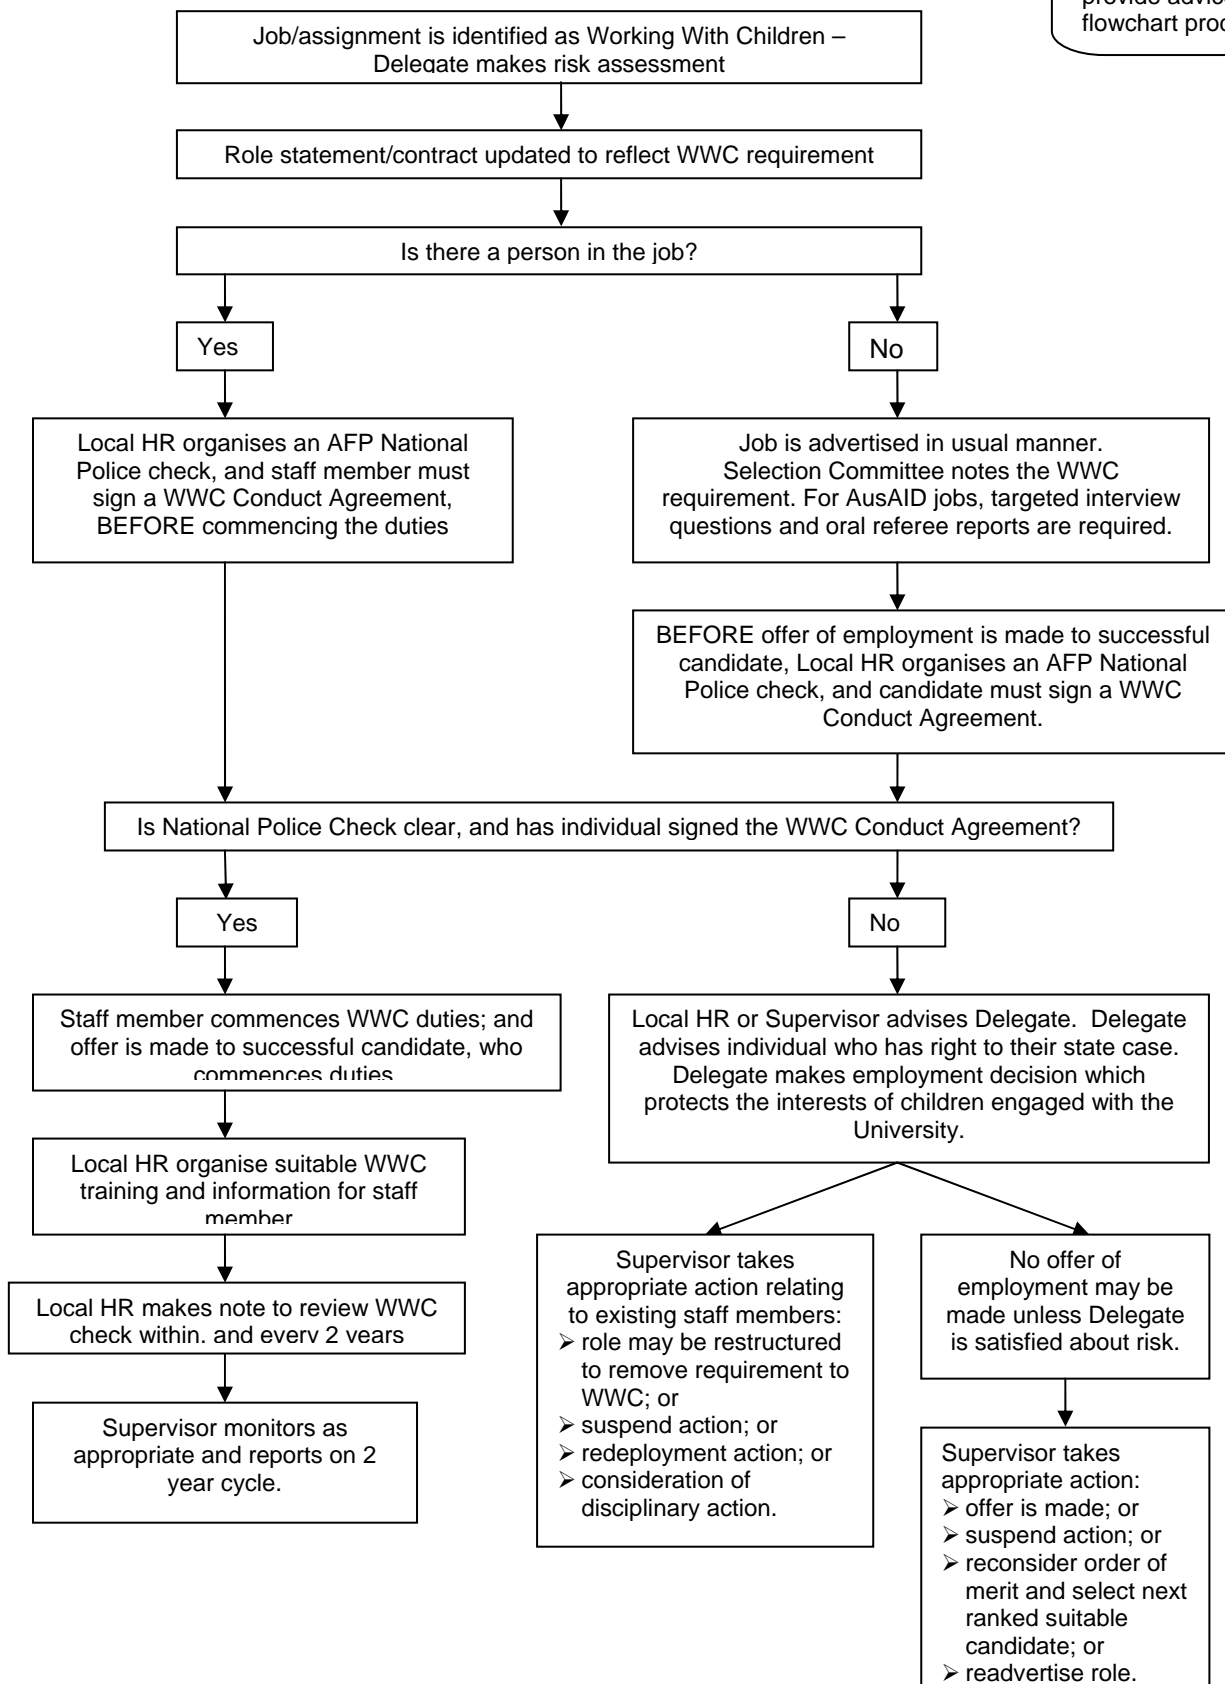 provide advice
flowchart proc
Job/assignment is identified as Working With Children –
Delegate makes risk assessment
Role statement/contract updated to reflect WWC requirement
Is there a person in the job?
Yes
No
Local HR organises an AFP National
Police check, and staff member must
sign a WWC Conduct Agreement,
BEFORE commencing the duties
Job is advertised in usual manner.
Selection Committee notes the WWC
requirement. For AusAID jobs, targeted interview
questions and oral referee reports are required.
BEFORE offer of employment is made to successful
candidate, Local HR organises an AFP National
Police check, and candidate must sign a WWC
Conduct Agreement.
Is National Police Check clear, and has individual signed the WWC Conduct Agreement?
Yes
No
Staff member commences WWC duties; and
offer is made to successful candidate, who
commences duties
Local HR or Supervisor advises Delegate.  Delegate
advises individual who has right to their state case.
Delegate makes employment decision which
protects the interests of children engaged with the
University.
Local HR organise suitable WWC
training and information for staff
member
Local HR makes note to review WWC
check within, and every 2 years
Supervisor monitors as
appropriate and reports on 2
year cycle.
Supervisor takes
appropriate action relating
to existing staff members:
➢ role may be restructured
to remove requirement to
WWC; or
➢ suspend action; or
➢ redeployment action; or
➢ consideration of
disciplinary action.
No offer of
employment may be
made unless Delegate
is satisfied about risk.
Supervisor takes
appropriate action:
➢ offer is made; or
➢ suspend action; or
➢ reconsider order of
merit and select next
ranked suitable
candidate; or
➢ readvertise role.